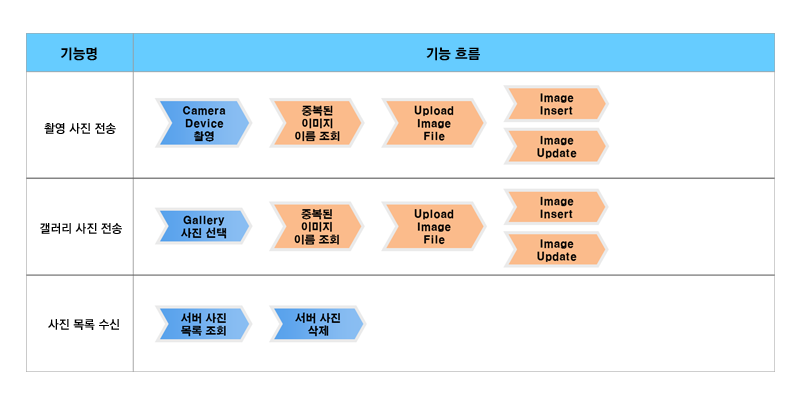 기능명
기능 흐름
촬영 사진 전송
Camera
Device
촬영
중복된
이미지
이름 조회
Upload
Image
File
Image
Insert
Image
Update
갤러리 사진 전송
Gallery
사진 선택
중복된
이미지
이름 조회
Upload
Image
File
Image
Insert
Image
Update
사진 목록 수신
서버 사진
목록 조회
서버 사진
삭제